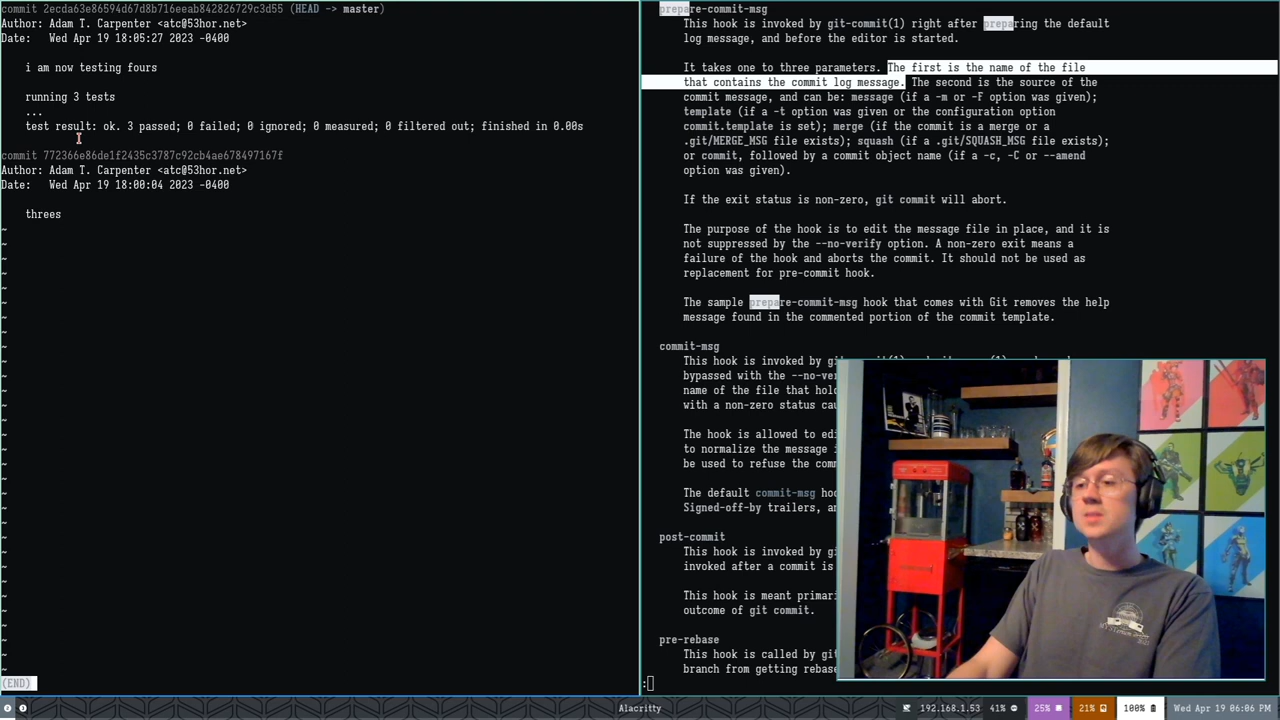 commit 2ecda63e86594d67d8b716eeab842826729c3d55 (HEAD -> master)
Author: Adam T. Carpenter <atc@53hor.net>
Date:   Wed Apr 19 18:05:27 2023 -0400
i am now testing fours
running 3 tests
...
test result: ok. 3 passed; 0 failed; 0 ignored; 0 measured; 0 filtered out; finished in 0.00s
commit 772366e86de1f2435c3787c92cb4ae678497167f
Author: Adam T. Carpenter <atc@53hor.net>
Date:   Wed Apr 19 18:00:04 2023 -0400
threes
(END)
prepare-commit-msg
This hook is invoked by git-commit(1) right after preparing the default
log message, and before the editor is started.
It takes one to three parameters. The first is the name of the file
that contains the commit log message. The second is the source of the
commit message, and can be: message (if a -m or -F option was given);
template (if a -t option was given or the configuration option
commit.template is set); merge (if the commit is a merge or a
.git/MERGE_MSG file exists); squash (if a .git/SQUASH_MSG file exists);
or commit, followed by a commit object name (if a -c, -C or --amend
option was given).
If the exit status is non-zero, git commit will abort.
The purpose of the hook is to edit the message file in place, and it is
not suppressed by the --no-verify option. A non-zero exit means a
failure of the hook and aborts the commit. It should not be used as
replacement for pre-commit hook.
The sample prepare-commit-msg hook that comes with Git removes the help
message found in the commented portion of the commit template.
commit-msg
This hook is invoked by
bypassed with the --no-ver
name of the file that hol
with a non-zero status
The hook is allowed to
to normalize the message
be used to refuse the
The default commit-msg
Signed-off-by trailers,
post-commit
This hook is invoked by
invoked after a commit is
This hook is meant primari
outcome of git commit.
pre-rebase
This hook is called by
branch from getting rebase
:
Alacritty
192.168.1.53 41% 25% 21% 100% Wed Apr 19 06:06 PM